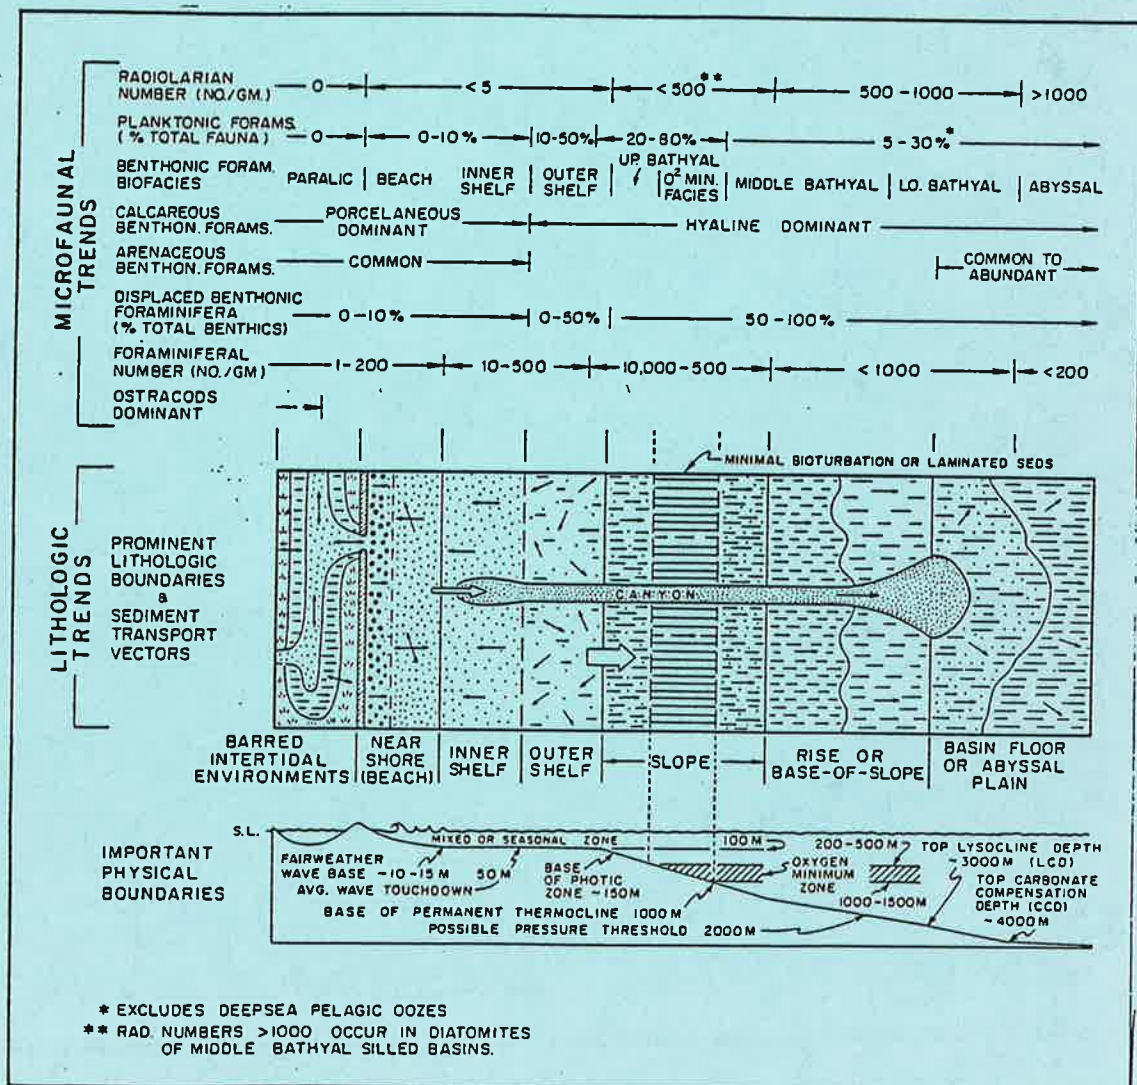 MICROFAUNAL
TRENDS
RADIOLARIAN
NUMBER (NO./GM.)
0
<5
<500**
500-1000
>1000
PLANKTONIC FORAMS.
(% TOTAL FAUNA)
0
0-10%
10-50%
20-80%
5-30%*
BENTHONIC FORAM.
BIOFACIES
PARALIC
BEACH
INNER
SHELF
OUTER
SHELF
UP. BATHYAL
O² MIN.
FACIES
MIDDLE BATHYAL
LO. BATHYAL
ABYSSAL
CALCAREOUS
BENTHON. FORAMS.
PORCELANEOUS
DOMINANT
HYALINE DOMINANT
ARENACEOUS
BENTHON. FORAMS.
COMMON
COMMON TO
ABUNDANT
DISPLACED BENTHONIC
FORAMINIFERA
(% TOTAL BENTHICS)
0-10%
0-50%
50-100%
FORAMINIFERAL
NUMBER (NO./GM)
1-200
10-500
10,000-500
<1000
<200
OSTRACODS
DOMINANT
LITHOLOGIC
TRENDS
PROMINENT
LITHOLOGIC
BOUNDARIES
&
SEDIMENT
TRANSPORT
VECTORS
MINIMAL BIOTURBATION OR LAMINATED SEDS
CANYON
BARRED
INTERTIDAL
ENVIRONMENTS
NEAR
SHORE
(BEACH)
INNER
SHELF
OUTER
SHELF
SLOPE
RISE OR
BASE-OF-SLOPE
BASIN FLOOR
OR ABYSSAL
PLAIN
IMPORTANT
PHYSICAL
BOUNDARIES
S.L.
MIXED OR SEASONAL ZONE
100 M
200-500M
TOP LYSOCLINE DEPTH
~3000M (LCD)
FAIRWEATHER
WAVE BASE ~10-15 M
50 M
AVG. WAVE TOUCHDOWN
BASE
OF PHOTIC
ZONE ~150M
OXYGEN
MINIMUM
ZONE
1000-1500M
TOP CARBONATE
COMPENSATION
DEPTH (CCD)
~4000M
BASE OF PERMANENT THERMOCLINE 1000M
POSSIBLE PRESSURE THRESHOLD 2000M
* EXCLUDES DEEPSEA PELAGIC OOZES
** RAD. NUMBERS >1000 OCCUR IN DIATOMITES
OF MIDDLE BATHYAL SILLED BASINS.